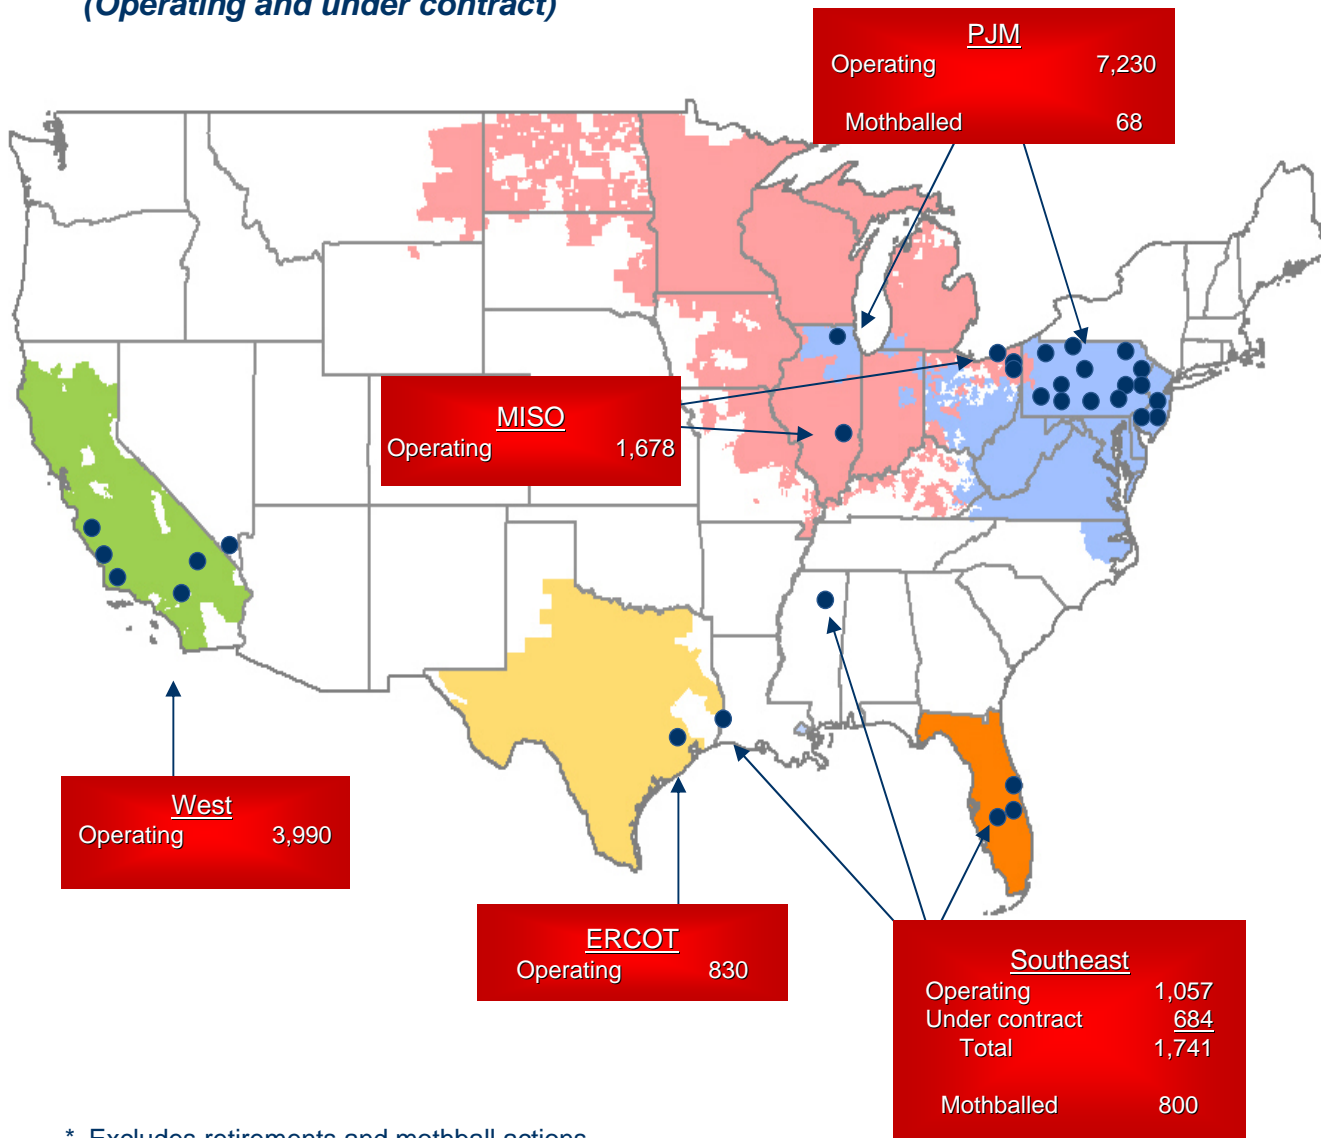 (Operating and under contract)
PJM
Operating 7,230
Mothballed 68
MISO
Operating 1,678
West
Operating 3,990
ERCOT
Operating 830
Southeast
Operating 1,057
Under contract 684
Total 1,741
Mothballed 800
* Excludes retirements and mothball actions